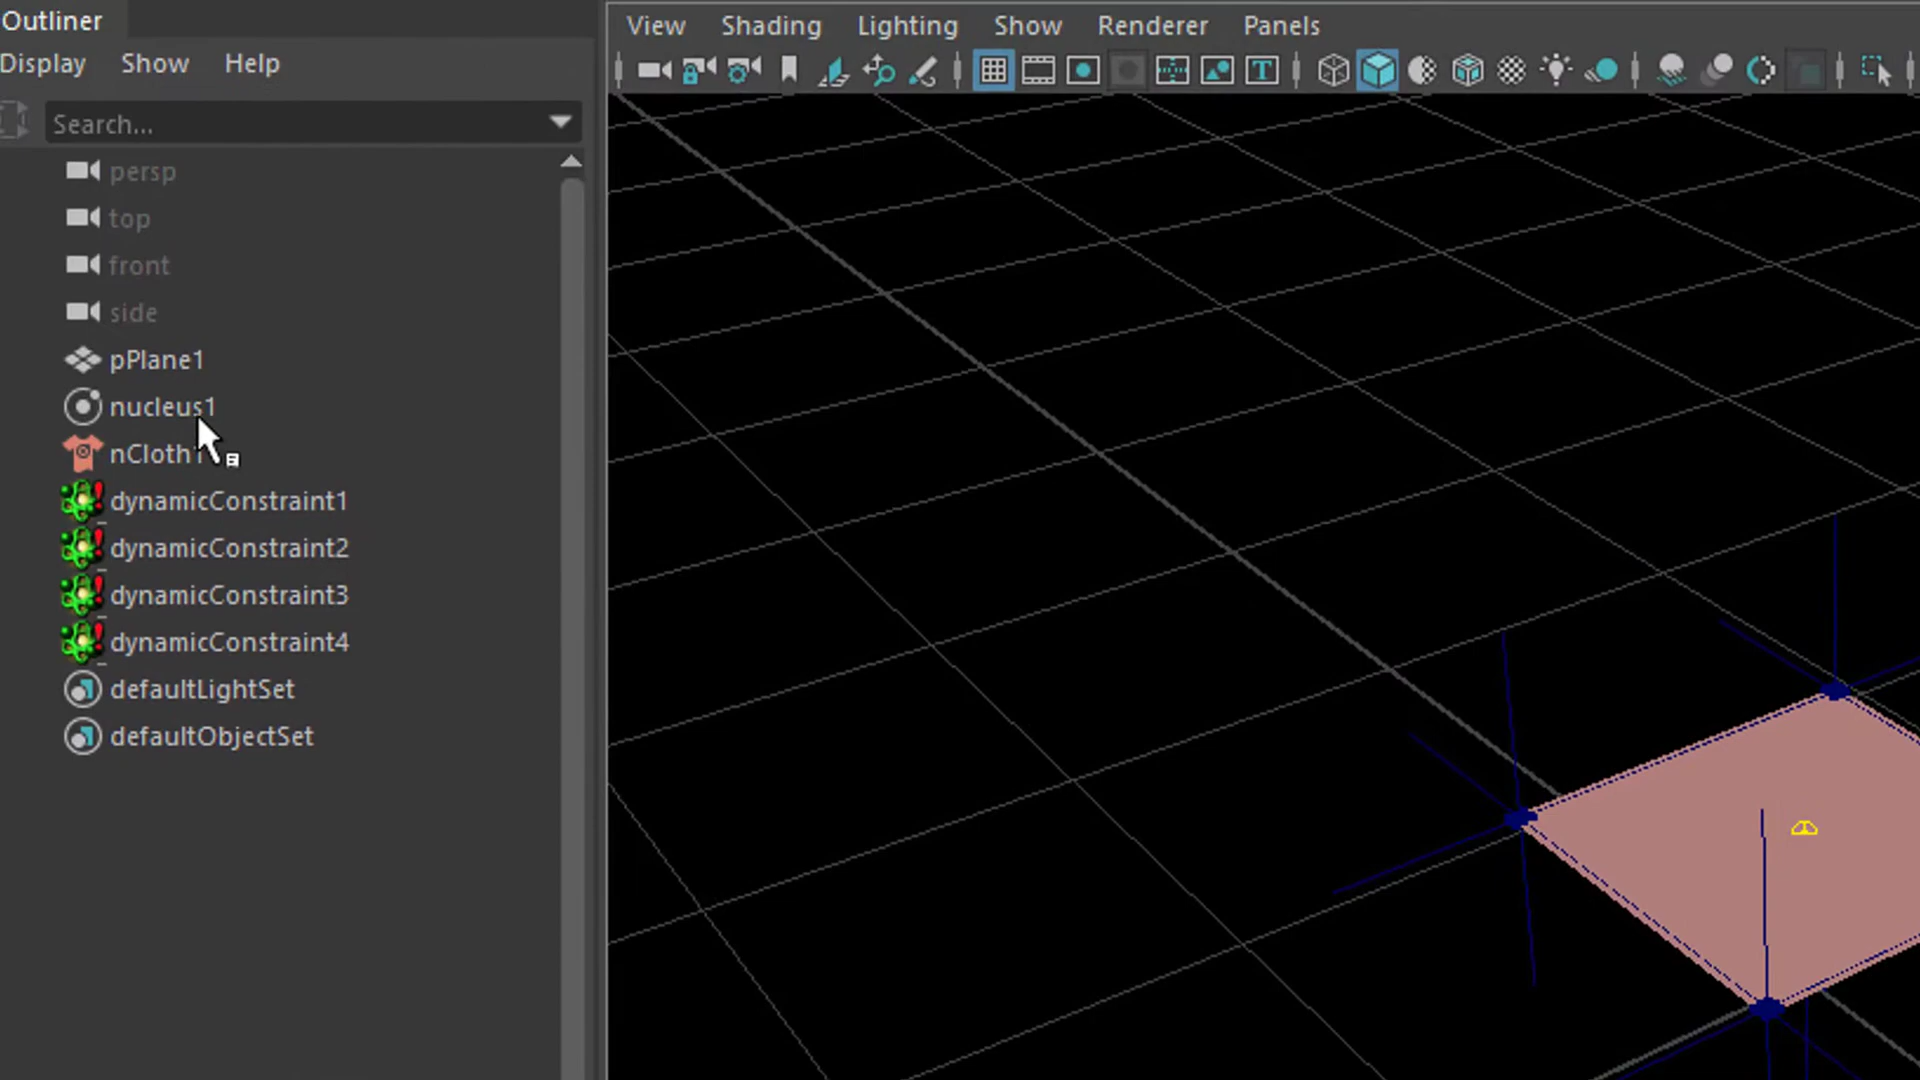 Outliner
Display Show Help
Search...
persp
top
front
side
pPlane1
nucleus1
nCloth1
dynamicConstraint1
dynamicConstraint2
dynamicConstraint3
dynamicConstraint4
defaultLightSet
defaultObjectSet
View Shading Lighting Show Renderer Panels